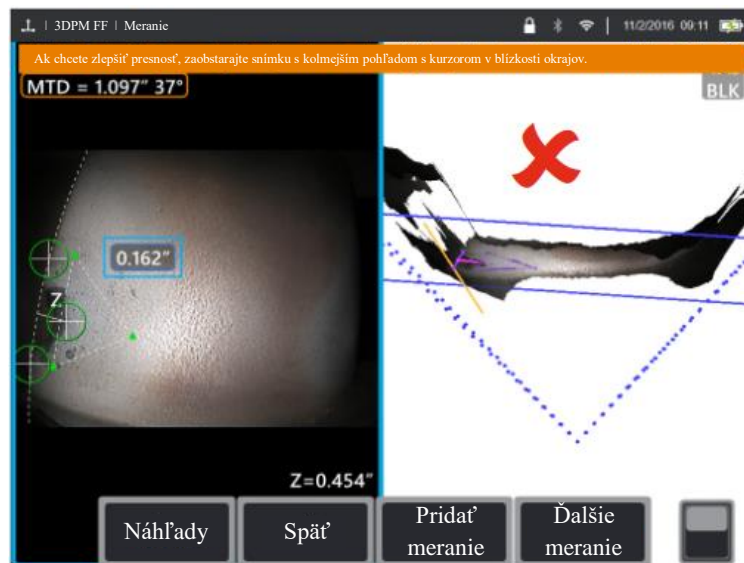 3DPM FF | Meranie
11/2/2016 09:11
Ak chcete zlepšiť presnosť, zaobstarajte snímku s kolmejším pohľadom s kurzorom v blízkosti okrajov.
MTD = 1.097" 37°
BLK
0.162"
Z
Z=0.454"
Náhľady
Späť
Pridať
meranie
Ďalšie
meranie